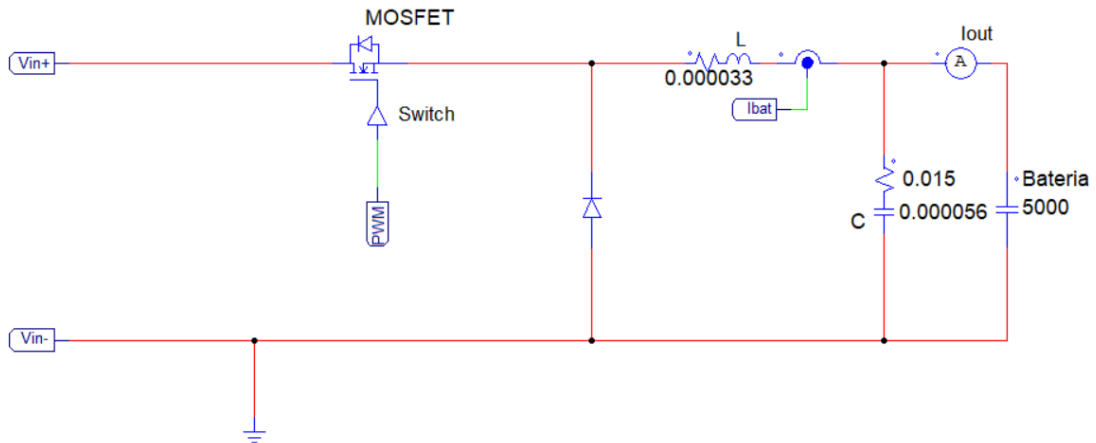 MOSFET
Iout
Vin+
L
A
0.000033
Ibat
Switch
0.015
Bateria
C
0.000056
5000
PWM
Vin-